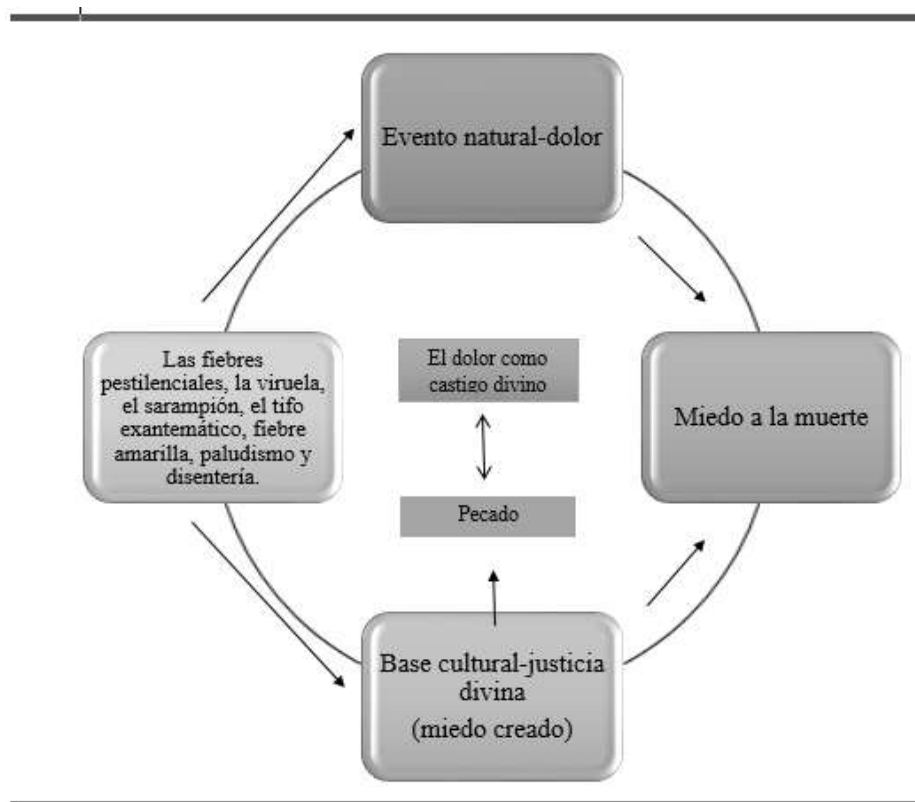 Evento natural-dolor
Las fiebres
pestilenciales, la viruela,
el sarampión, el tifo
exantemático, fiebre
amarilla, paludismo y
disentería.
El dolor como
castigo divino
Miedo a la muerte
Pecado
Base cultural-justicia
divina
(miedo creado)